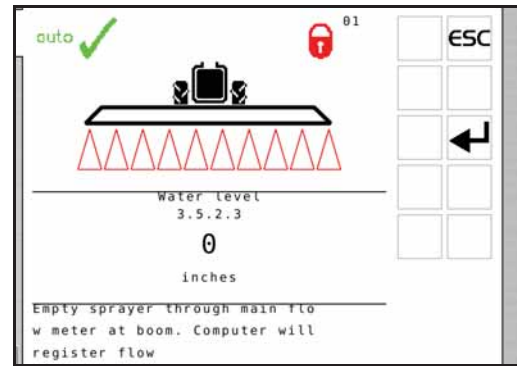 auto
01
ESC
Water level
3.5.2.3
0
inches
Empty sprayer through main flo
w meter at boom. Computer will
register flow